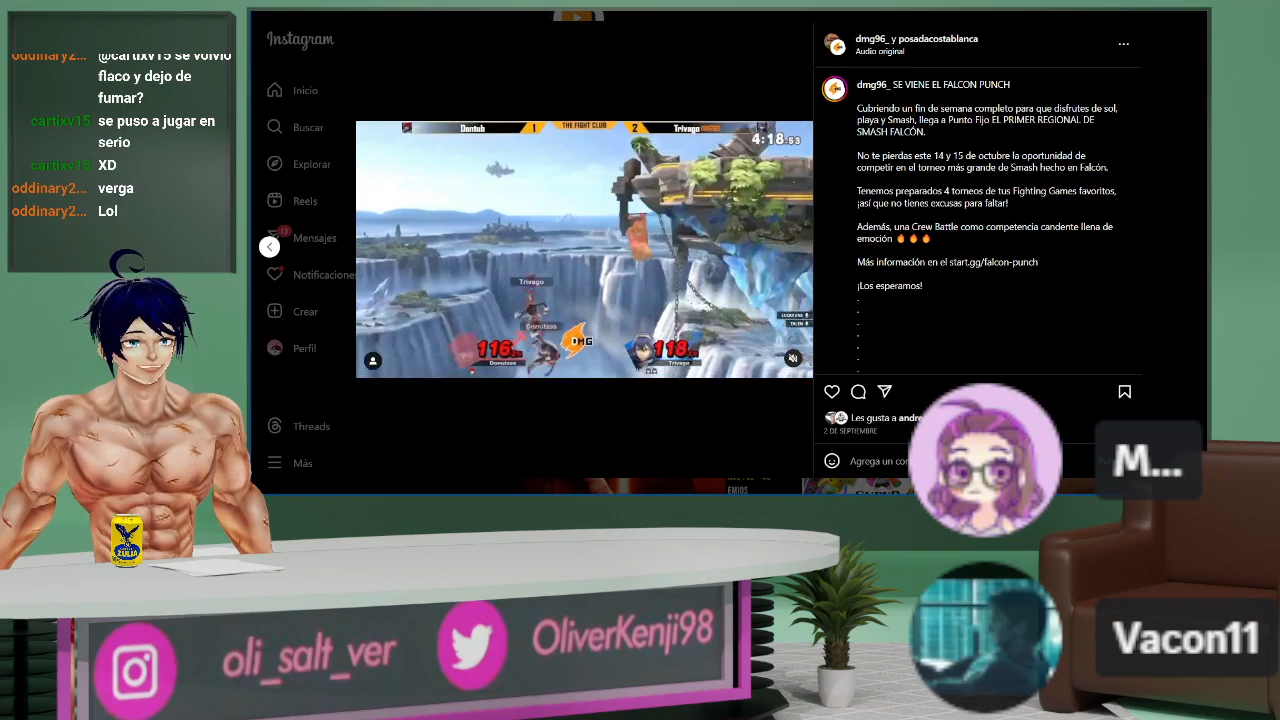 oddinary2... @cartixv15 se volvio
flaco y dejo de
fumar?
cartixv15 se puso a jugar en
serio
cartixv15 XD
oddinary2... verga
oddinary2... Lol
Instagram
Inicio
Buscar
Explorar
Reels
13
Mensajes
Notificaciones
Crear
Perfil
Threads
Más
Dontub 1 THE FIGHT CLUB 2 Trivago
4:18.53
Trivago
Donutsss
116
Donutsss
DMG
118
Trivago
dmg96_ y posadacostablanca
Audio original
dmg96_ SE VIENE EL FALCON PUNCH
Cubriendo un fin de semana completo para que disfrutes de sol,
playa y Smash, llega a Punto Fijo EL PRIMER REGIONAL DE
SMASH FALCÓN.
No te pierdas este 14 y 15 de octubre la oportunidad de
competir en el torneo más grande de Smash hecho en Falcón.
Tenemos preparados 4 torneos de tus Fighting Games favoritos,
¡así que no tienes excusas para faltar!
Además, una Crew Battle como competencia candente llena de
emoción 🔥🔥🔥
Más información en el start.gg/falcon-punch
¡Los esperamos!
.
.
.
.
.
.
.
Les gusta a andre
2 DE SEPTIEMBRE
Agrega un con
M...
Vacon11
ZULIA
oli_salt_ver
OliverKenji98